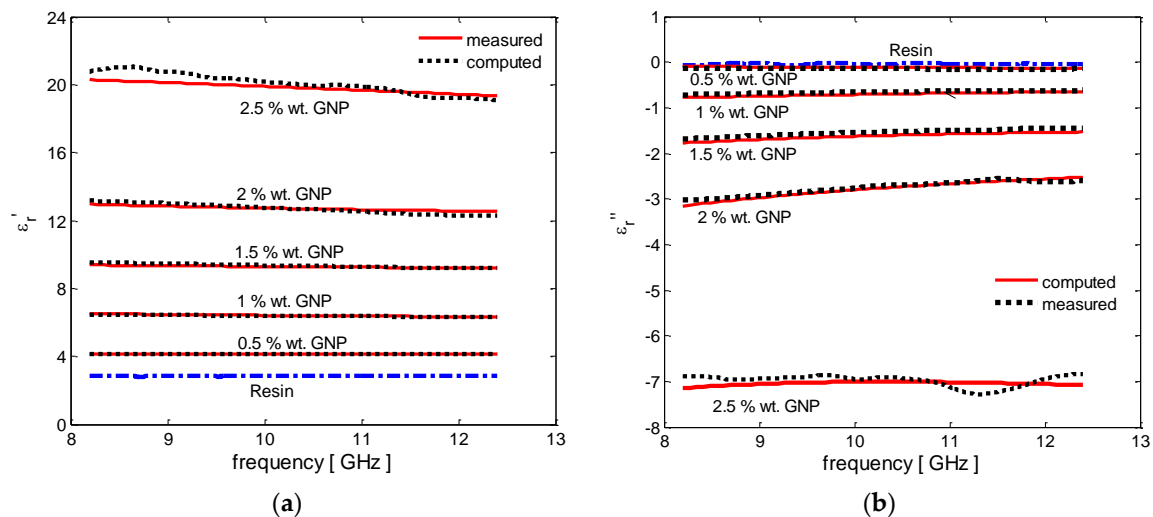 24
20
16
12
8
4
0
εr'
measured
computed
2.5 % wt. GNP
2 % wt. GNP
1.5 % wt. GNP
1 % wt. GNP
0.5 % wt. GNP
Resin
8 9 10 11 12 13
frequency [ GHz ]
(a)
1
0
-1
-2
-3
-4
-5
-6
-7
-8
εr"
Resin
0.5 % wt. GNP
1 % wt. GNP
1.5 % wt. GNP
2 % wt. GNP
computed
measured
2.5 % wt. GNP
8 9 10 11 12 13
frequency [ GHz ]
(b)